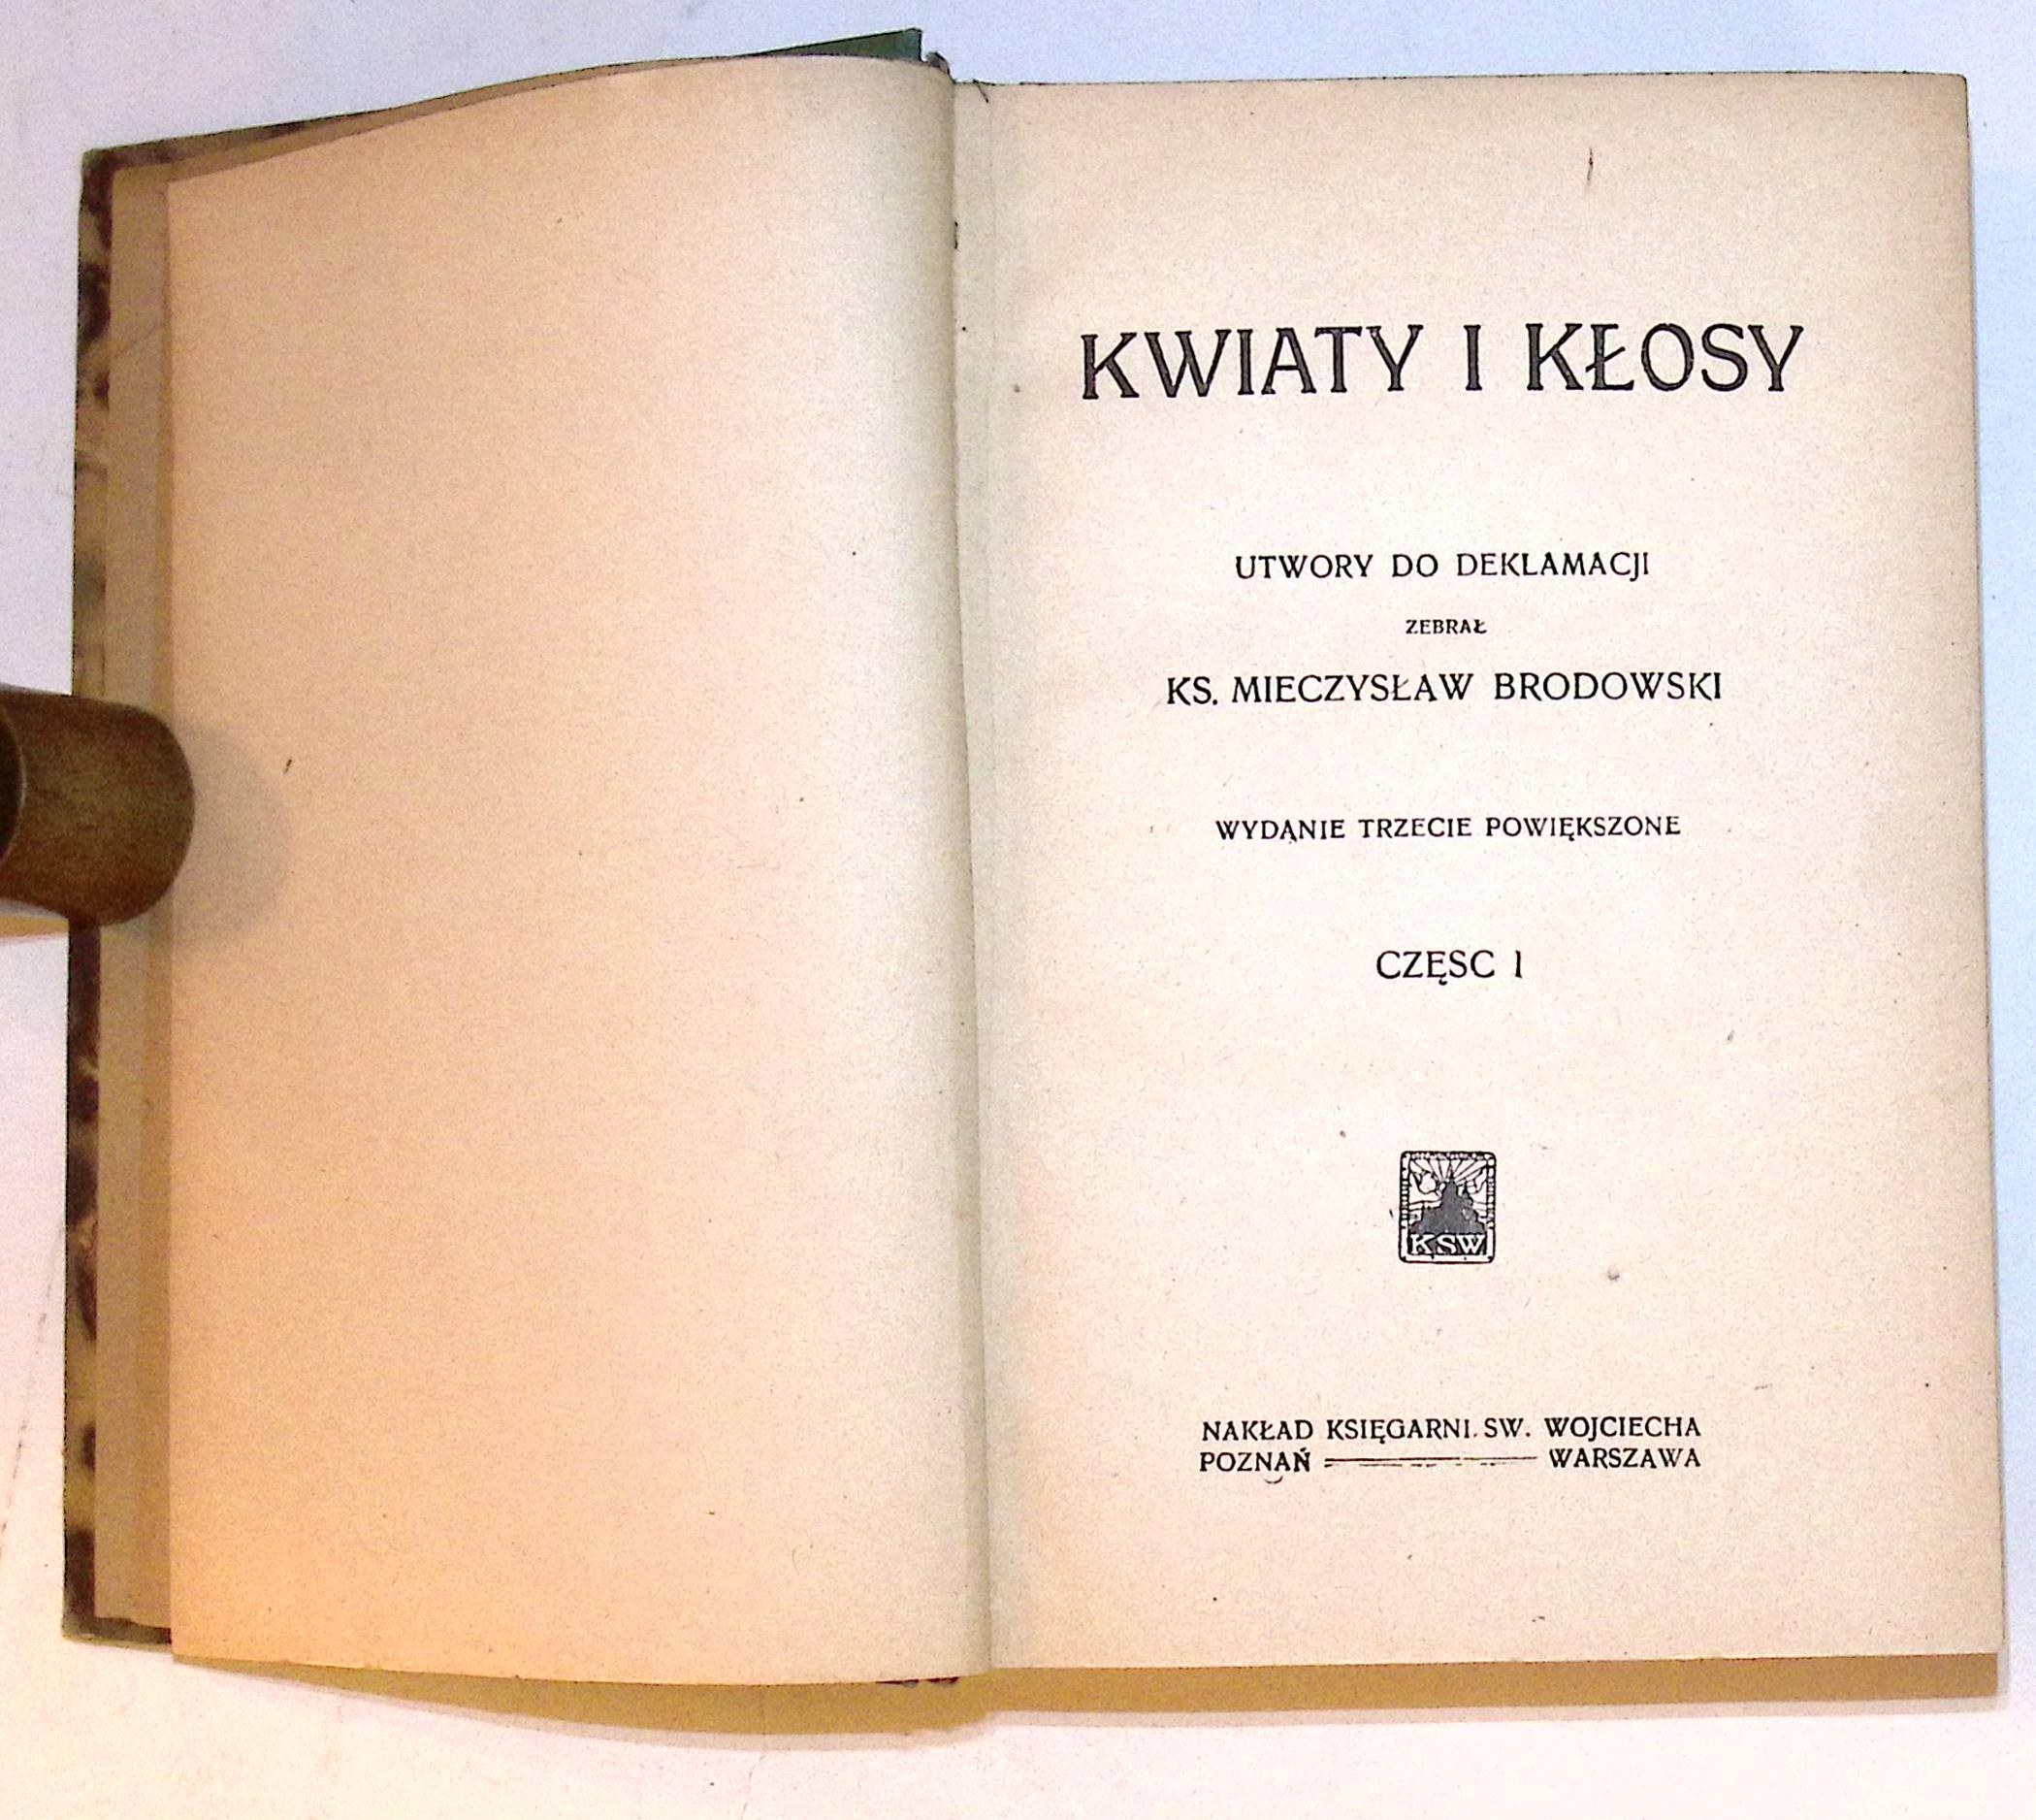 KWIATY I KŁOSY
UTWORY DO DEKLAMACJI
ZEBRAŁ
KS. MIECZYSŁAW BRODOWSKI
WYDANIE TRZECIE POWIĘKSZONE
CZĘSC I
KSW
NAKŁAD KSIĘGARNI. SW. WOJCIECHA
POZNAŃ WARSZAWA